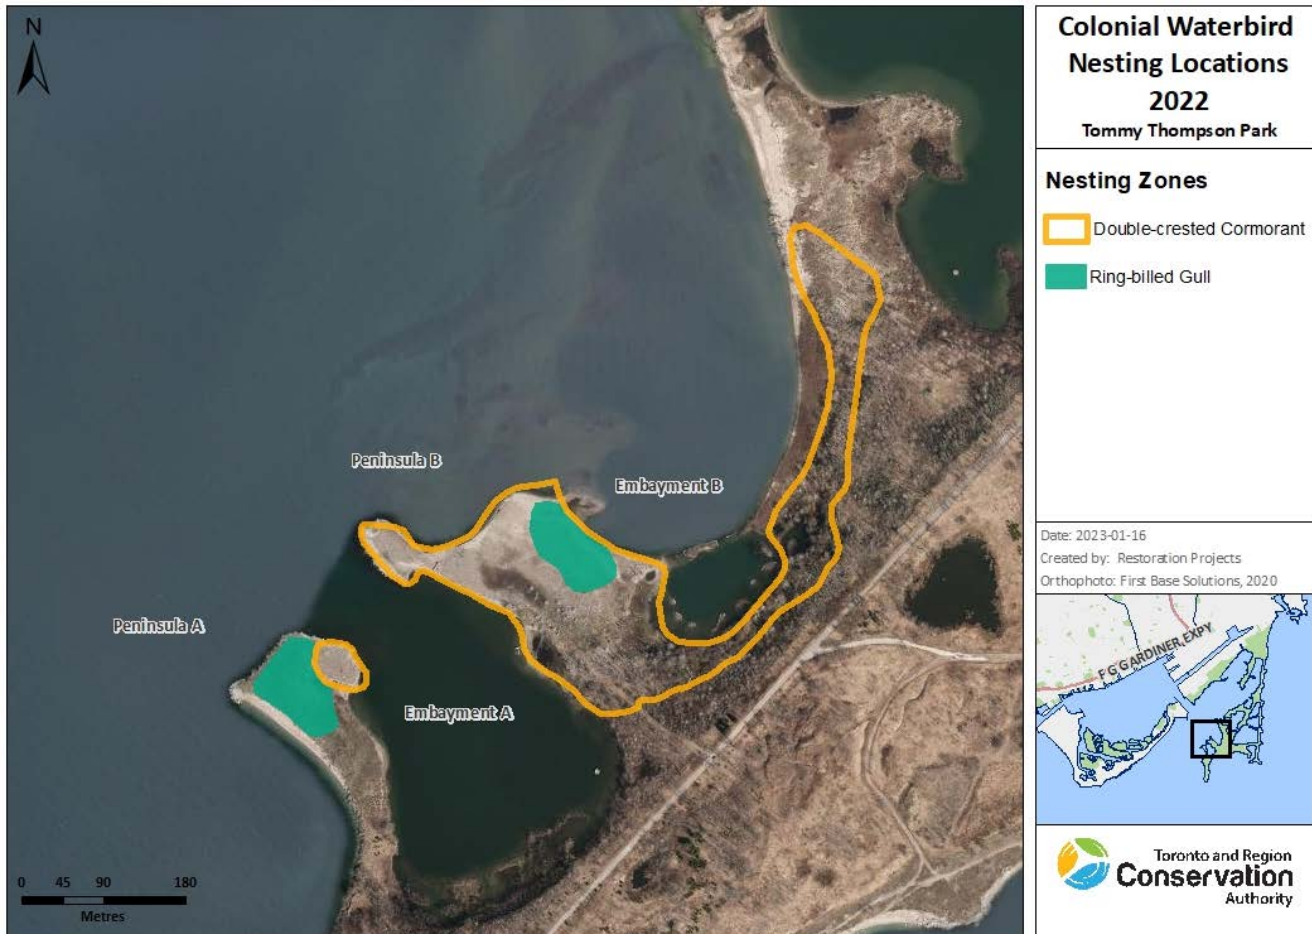 N
Peninsula B
Embayment B
Peninsula A
Embayment A
0 45 90 180
Metres
Colonial Waterbird
Nesting Locations
2022
Tommy Thompson Park
Nesting Zones
Double-crested Cormorant
Ring-billed Gull
Date: 2023-01-16
Created by: Restoration Projects
Orthophoto: First Base Solutions, 2020
F G GARDINER EXPY
Toronto and Region
Conservation
Authority